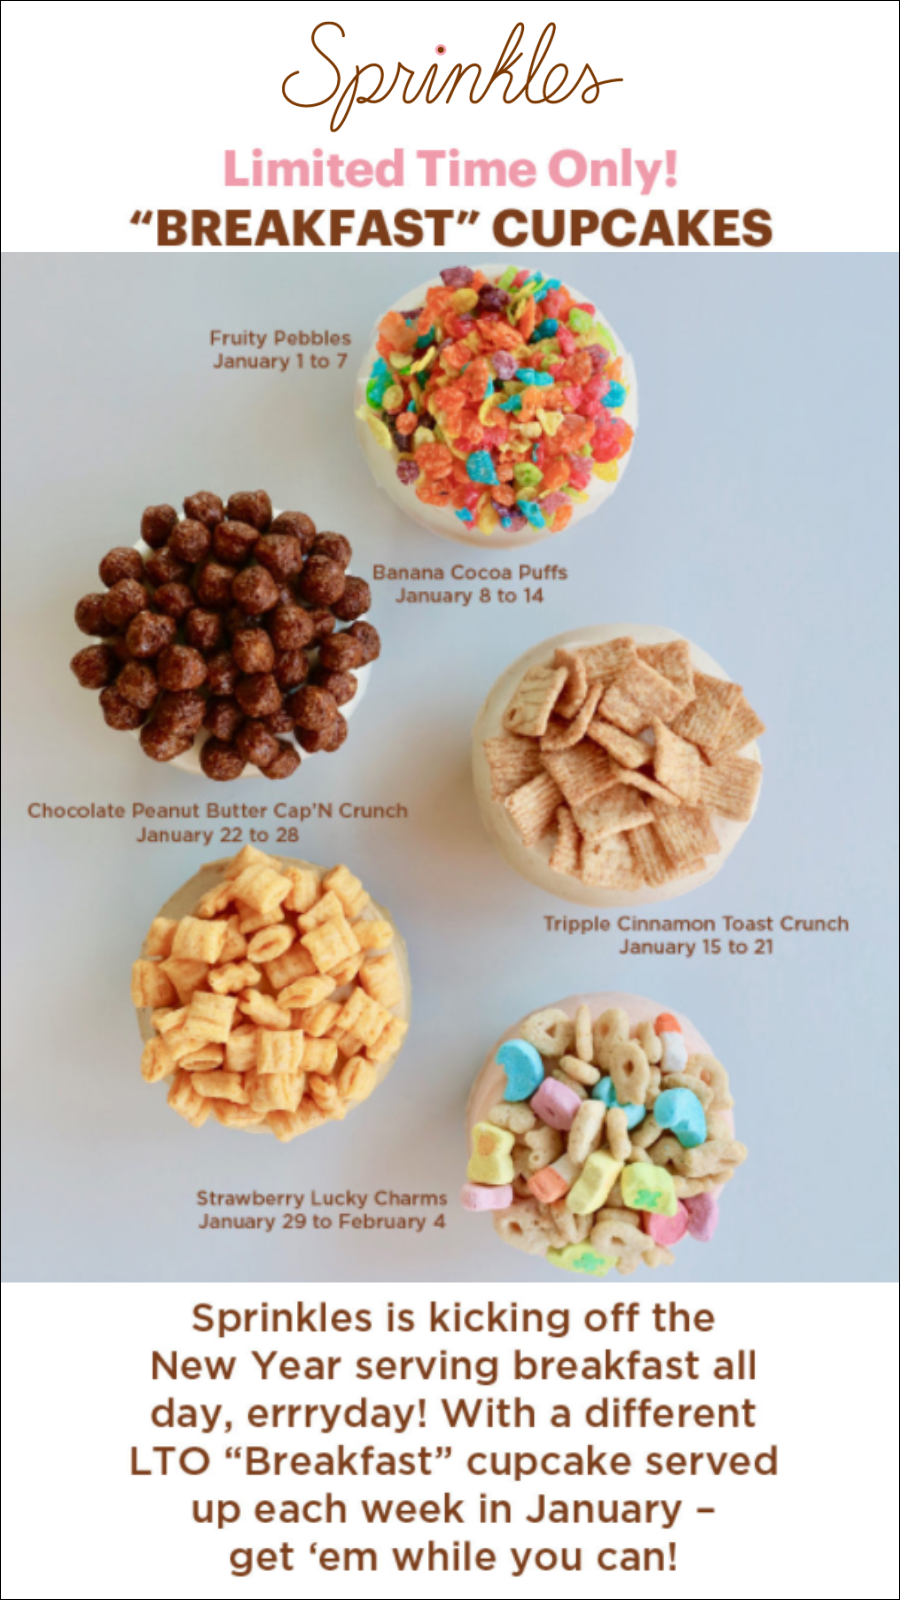 Sprinkles
Limited Time Only!
“BREAKFAST” CUPCAKES
Fruity Pebbles
January 1 to 7
Banana Cocoa Puffs
January 8 to 14
Chocolate Peanut Butter Cap’N Crunch
January 22 to 28
Tripple Cinnamon Toast Crunch
January 15 to 21
Strawberry Lucky Charms
January 29 to February 4
Sprinkles is kicking off the
New Year serving breakfast all
day, errryday! With a different
LTO “Breakfast” cupcake served
up each week in January –
get ‘em while you can!